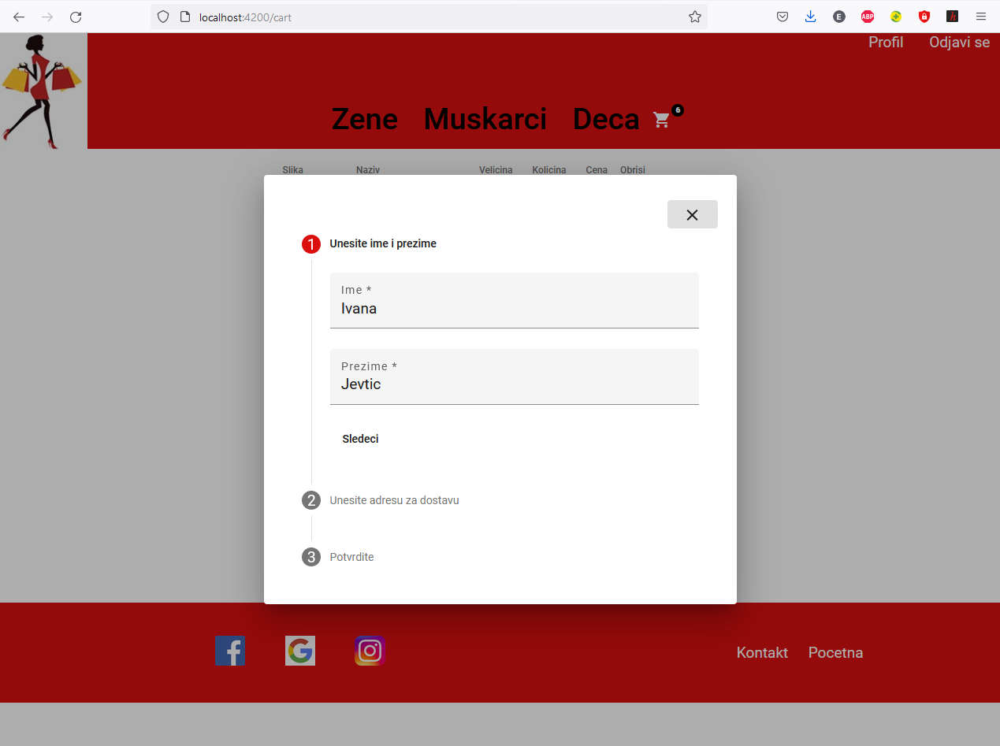 localhost:4200/cart
E
ABP
h
Profil Odjavi se
Zene Muskarci Deca 6
Slika Naziv Velicina Kolicina Cena Obrisi
1 Unesite ime i prezime
Ime *
Ivana
Prezime *
Jevtic
Sledeci
2 Unesite adresu za dostavu
3 Potvrdite
Kontakt Pocetna